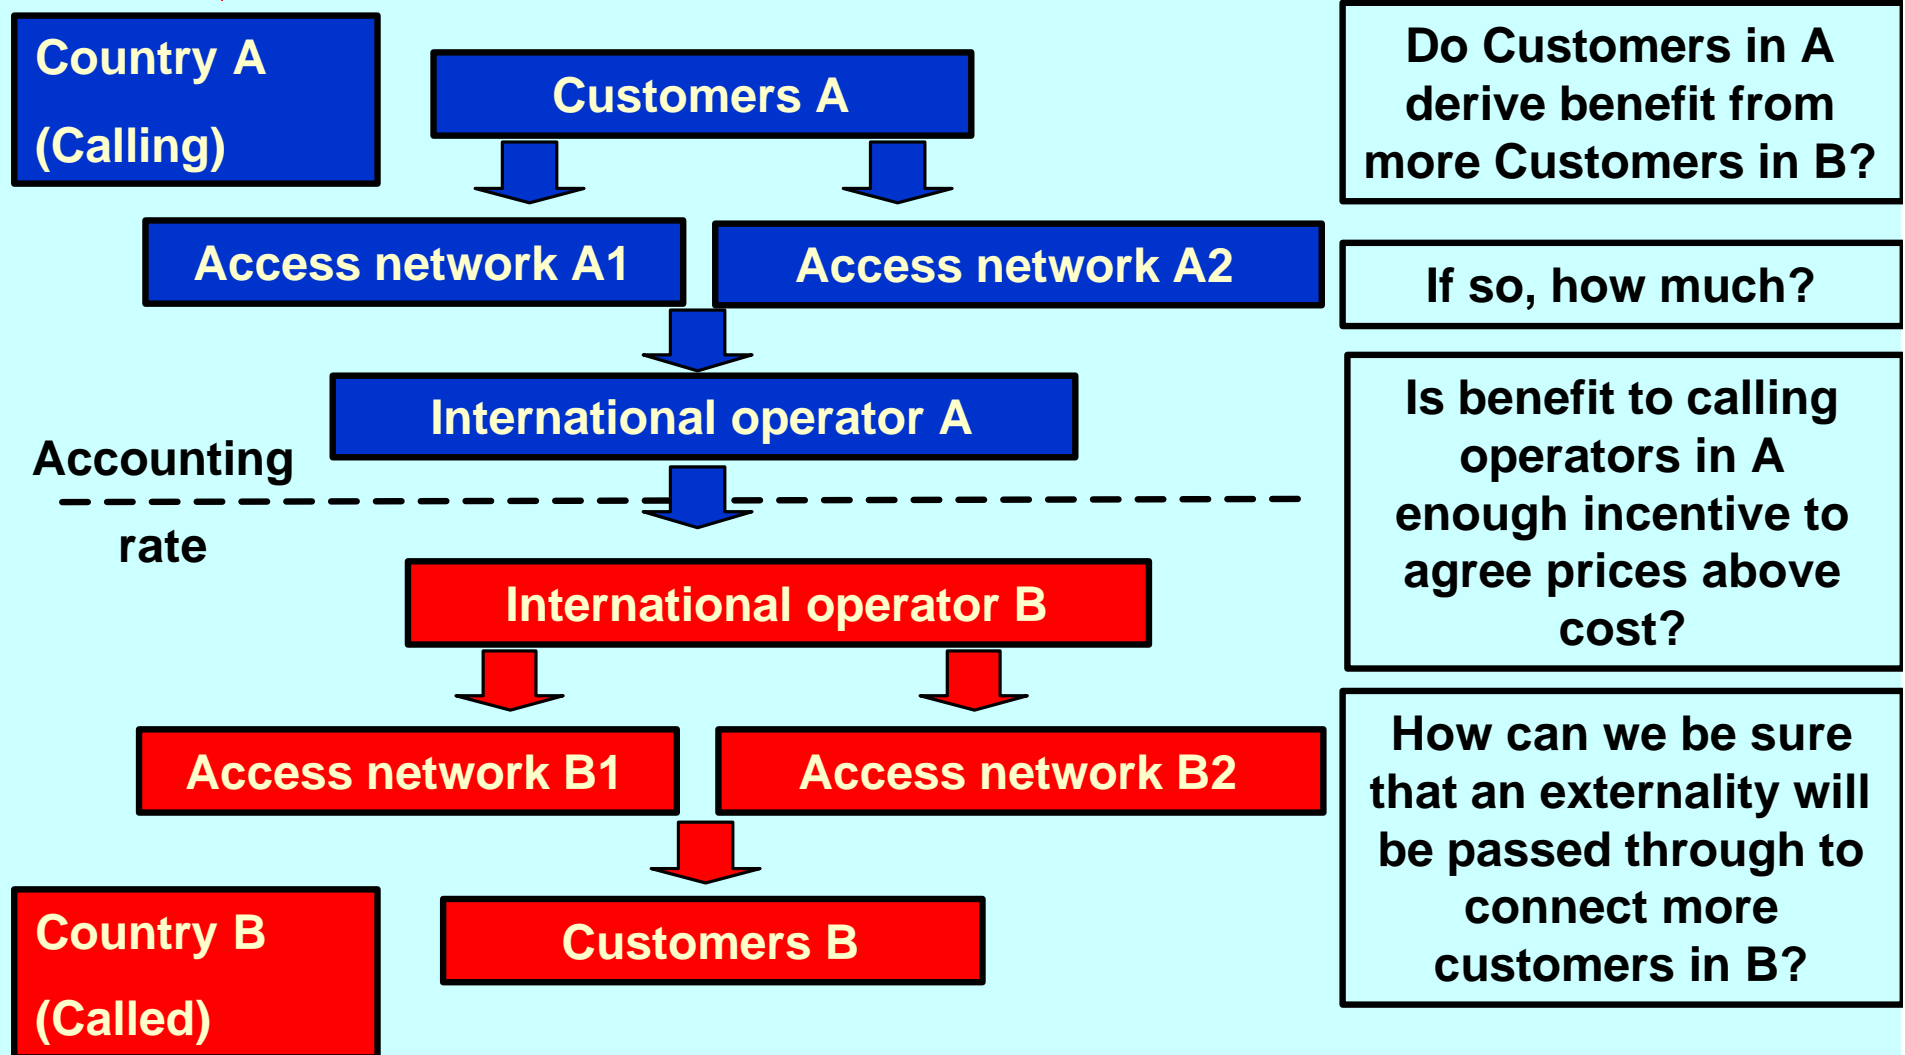 Country A
(Calling)
Customers A
Access network A1
Access network A2
International operator A
Accounting
rate
International operator B
Access network B1
Access network B2
Country B
(Called)
Customers B
Do Customers in A
derive benefit from
more Customers in B?
If so, how much?
Is benefit to calling
operators in A
enough incentive to
agree prices above
cost?
How can we be sure
that an externality will
be passed through to
connect more
customers in B?